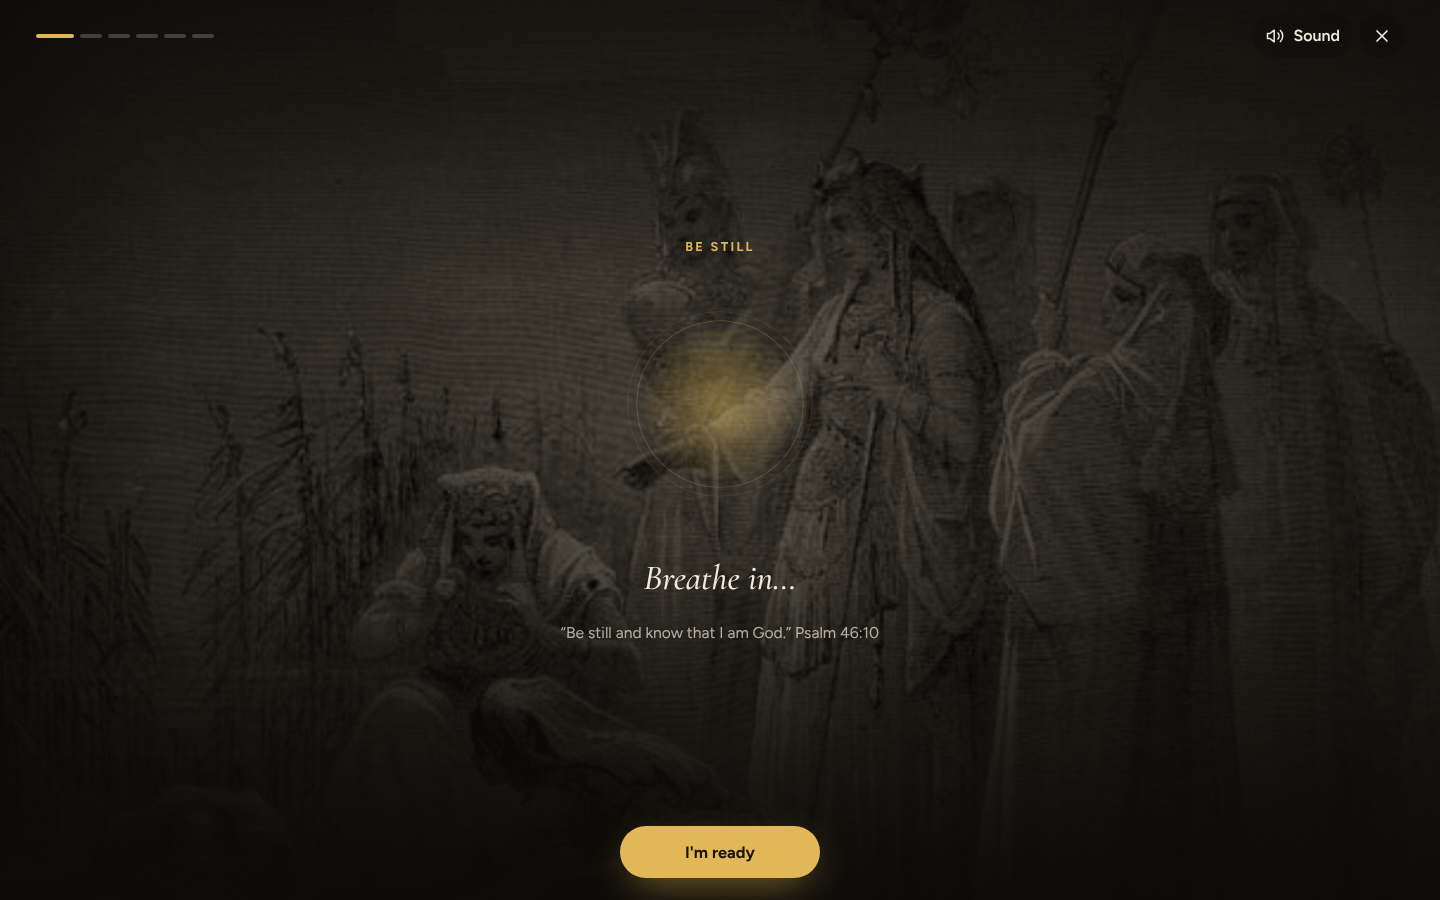 Sound
BE STILL
Breathe in...
“Be still and know that I am God.” Psalm 46:10
I'm ready